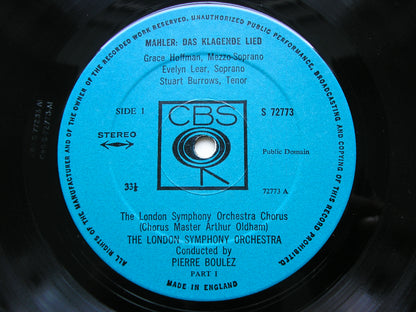 ALL RIGHTS OF THE MANUFACTURER AND OF THE OWNER OF THE RECORDED WORK RESERVED. UNAUTHORIZED PUBLIC PERFORMANCE, BROADCASTING AND COPYING OF THIS RECORD PROHIBITED.
MAHLER: DAS KLAGENDE LIED
Grace Hoffman, Mezzo-Soprano
Evelyn Lear, Soprano
Stuart Burrows, Tenor
SIDE 1
S 72773
CBS
STEREO
Public Domain
33⅓
72773 A
The London Symphony Orchestra Chorus
(Chorus Master Arthur Oldham)
THE LONDON SYMPHONY ORCHESTRA
Conducted by
PIERRE BOULEZ
PART I
MADE IN ENGLAND